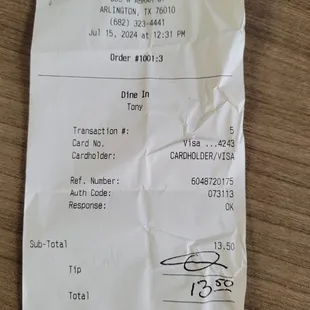 ARLINGTON, TX 76010
(682) 323-4441
Jul 15, 2024 at 12:31 PM
Order #1001:3
Dine In
Tony
Transaction #: 5
Card No. Visa ...4243
Cardholder: CARDHOLDER/VISA
Ref. Number: 6048720175
Auth Code: 073113
Response: OK
Sub-Total 13.50
Tip
Total 13.50